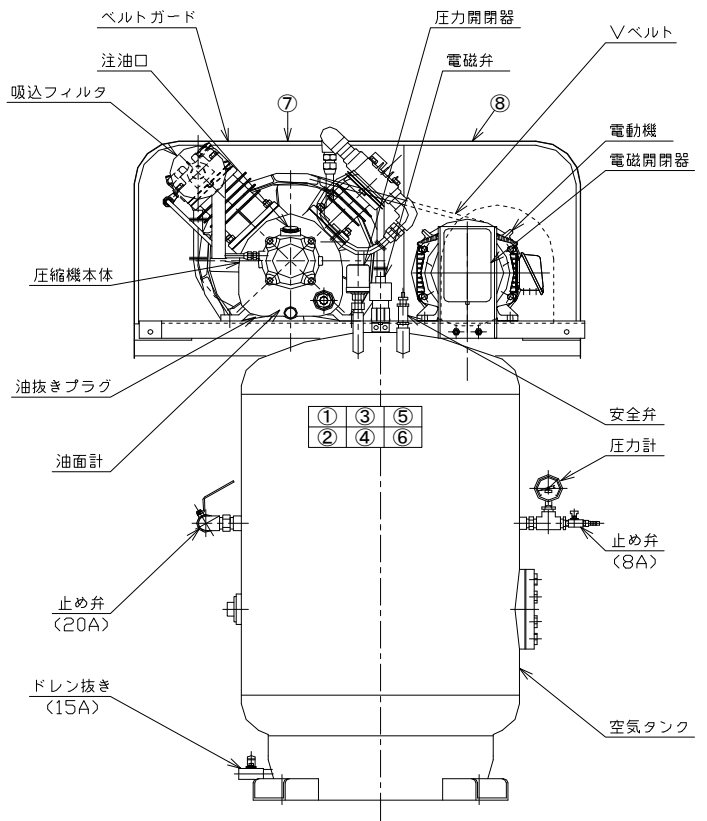 ベルトガード
圧力開閉器
Vベルト
注油口
電磁弁
吸込フィルタ
⑦
⑧
電動機
電磁開閉器
圧縮機本体
油抜きプラグ
① ③ ⑤
② ④ ⑥
安全弁
圧力計
油面計
止め弁
(8A)
止め弁
(20A)
ドレン抜き
(15A)
空気タンク